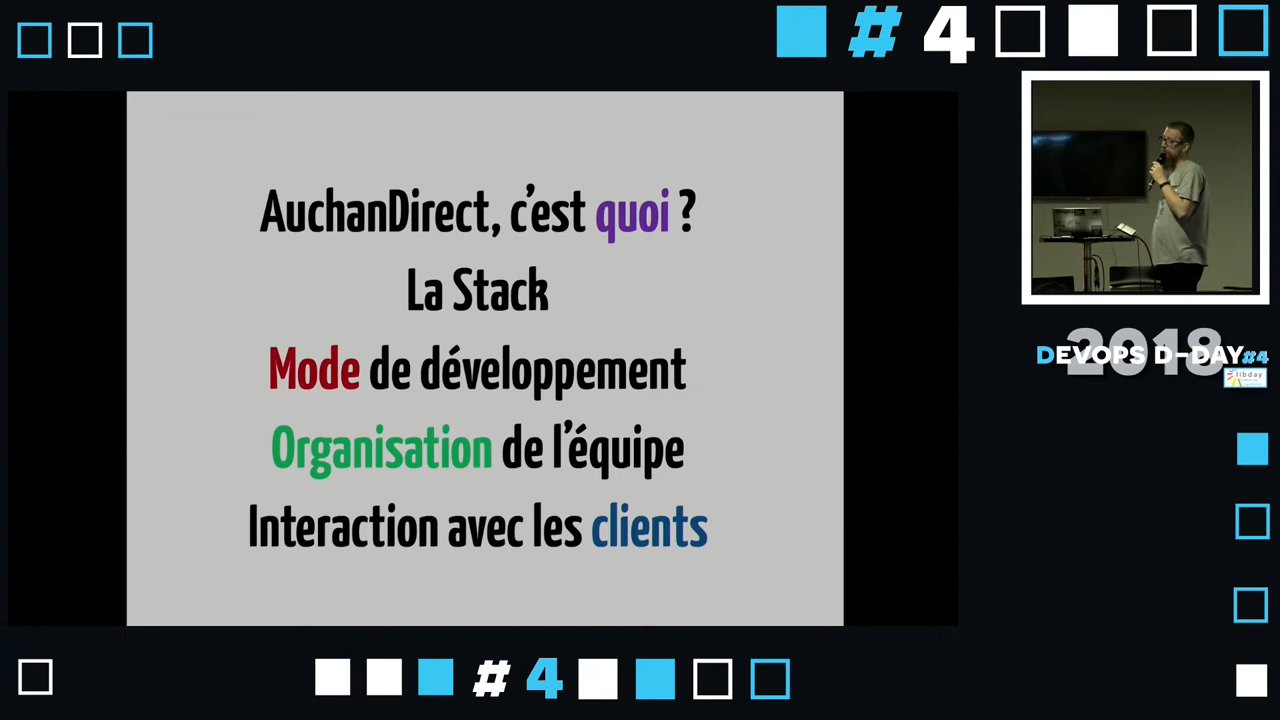 #4
AuchanDirect, c'est quoi ?
La Stack
Mode de développement
Organisation de l'équipe
Interaction avec les clients
2018
DEVOPS D-DAY#4
libday
#4